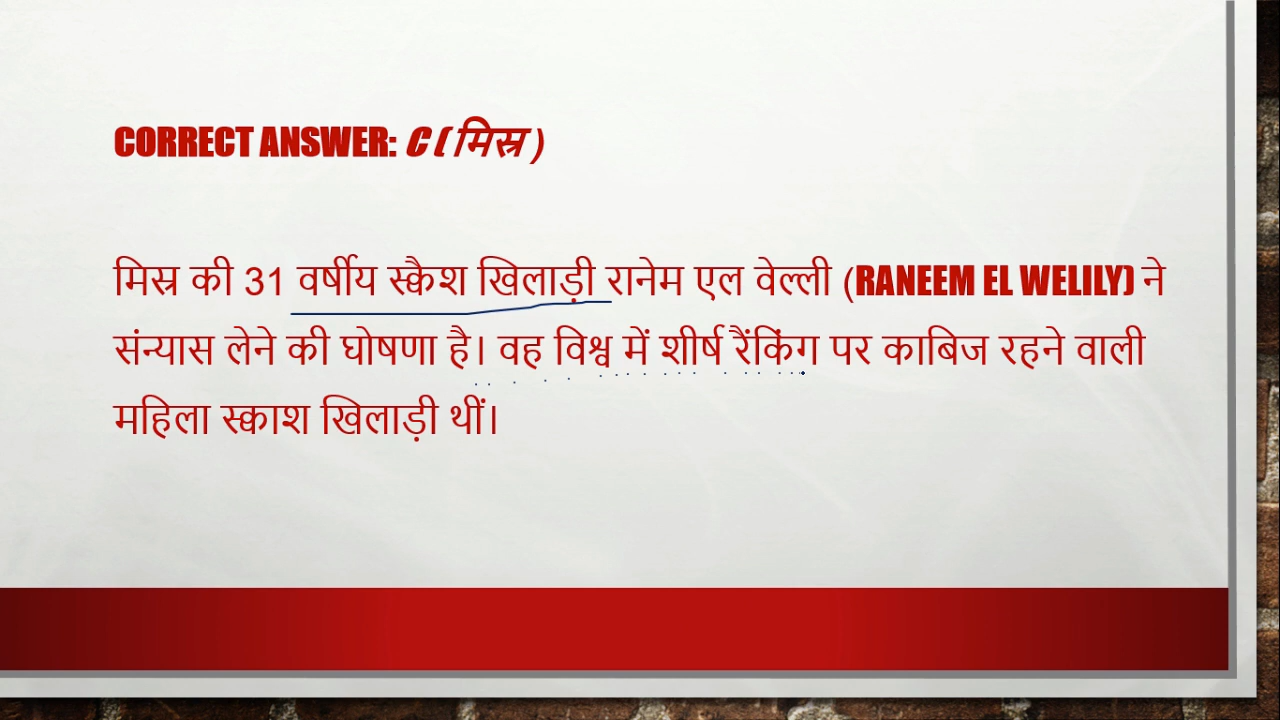 CORRECT ANSWER: C ( मिस्र )
मिस्र की 31 वर्षीय स्कैश खिलाड़ी रानेम एल वेल्ली (RANEEM EL WELILY) ने
संन्यास लेने की घोषणा है। वह विश्व में शीर्ष रैंकिंग पर काबिज रहने वाली
महिला स्काश खिलाड़ी थीं।